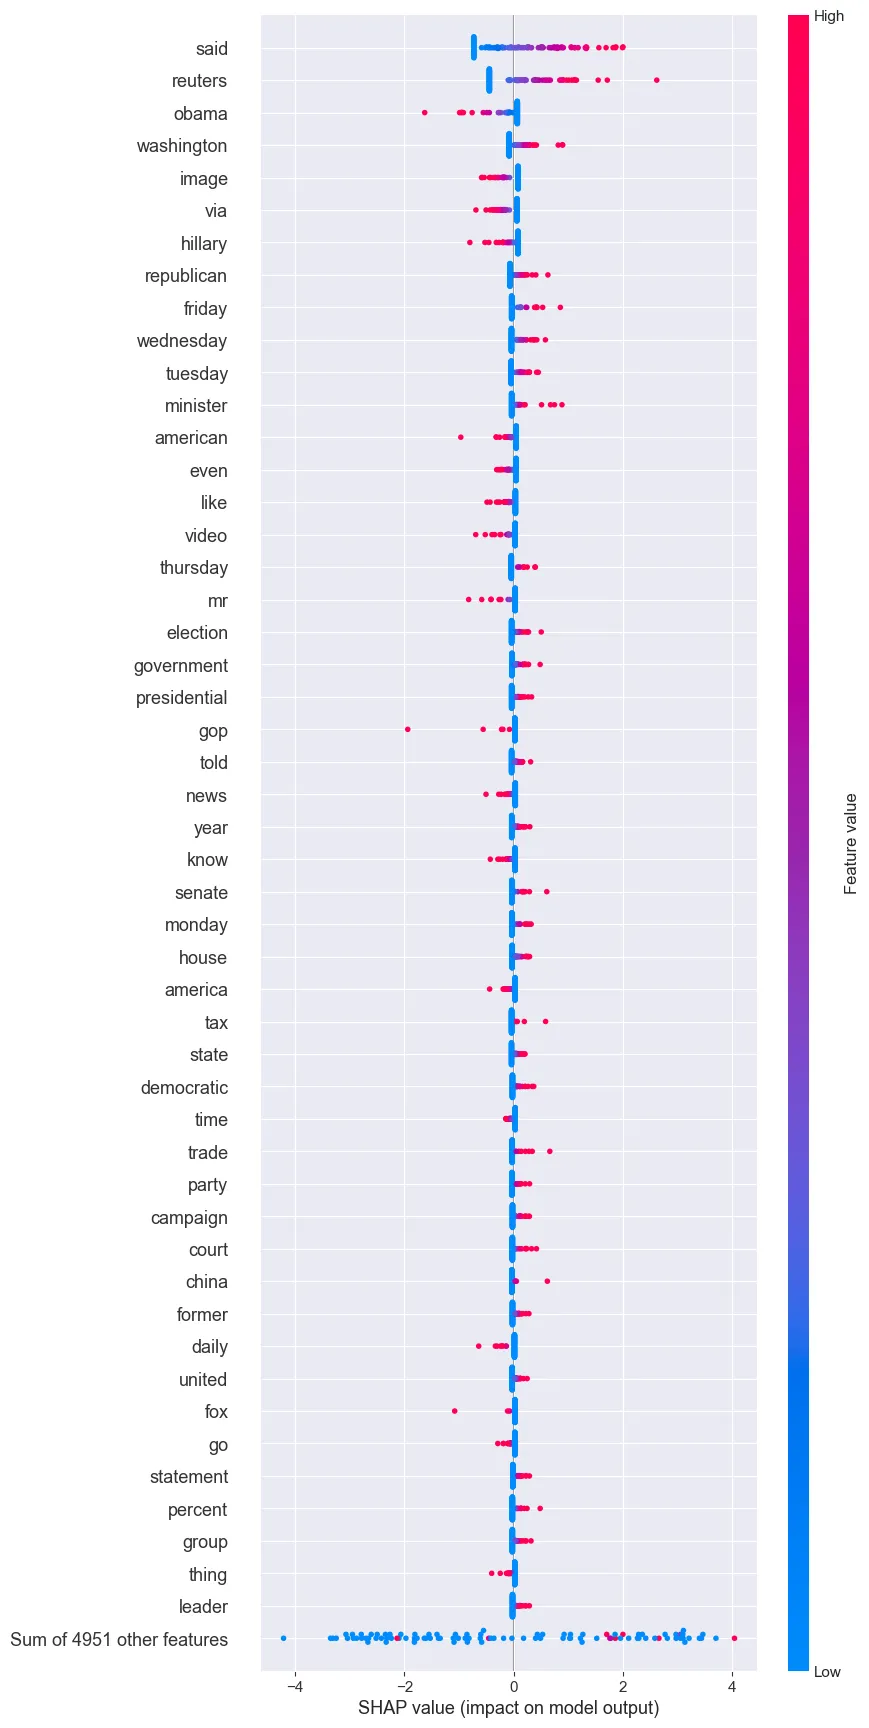 High
said
reuters
obama
washington
image
via
hillary
republican
friday
wednesday
tuesday
minister
american
even
like
video
thursday
mr
election
government
presidential
gop
told
news
year
know
senate
monday
house
america
tax
state
democratic
time
trade
party
campaign
court
china
former
daily
united
fox
go
statement
percent
group
thing
leader
Sum of 4951 other features
Feature value
Low
−4 −2 0 2 4
SHAP value (impact on model output)